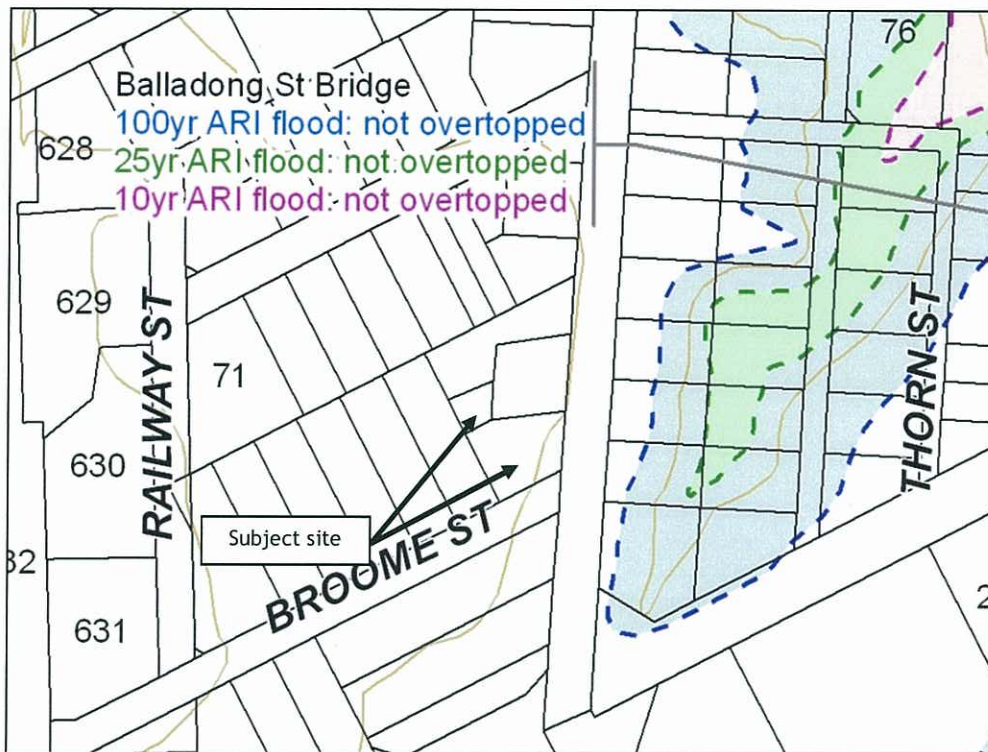 76
Balladong St Bridge
100yr ARI flood: not overtopped
628
25yr ARI flood: not overtopped
10yr ARI flood: not overtopped
629
RAILWAY ST
71
THORN ST
630
Subject site
BROOME ST
32
631
2